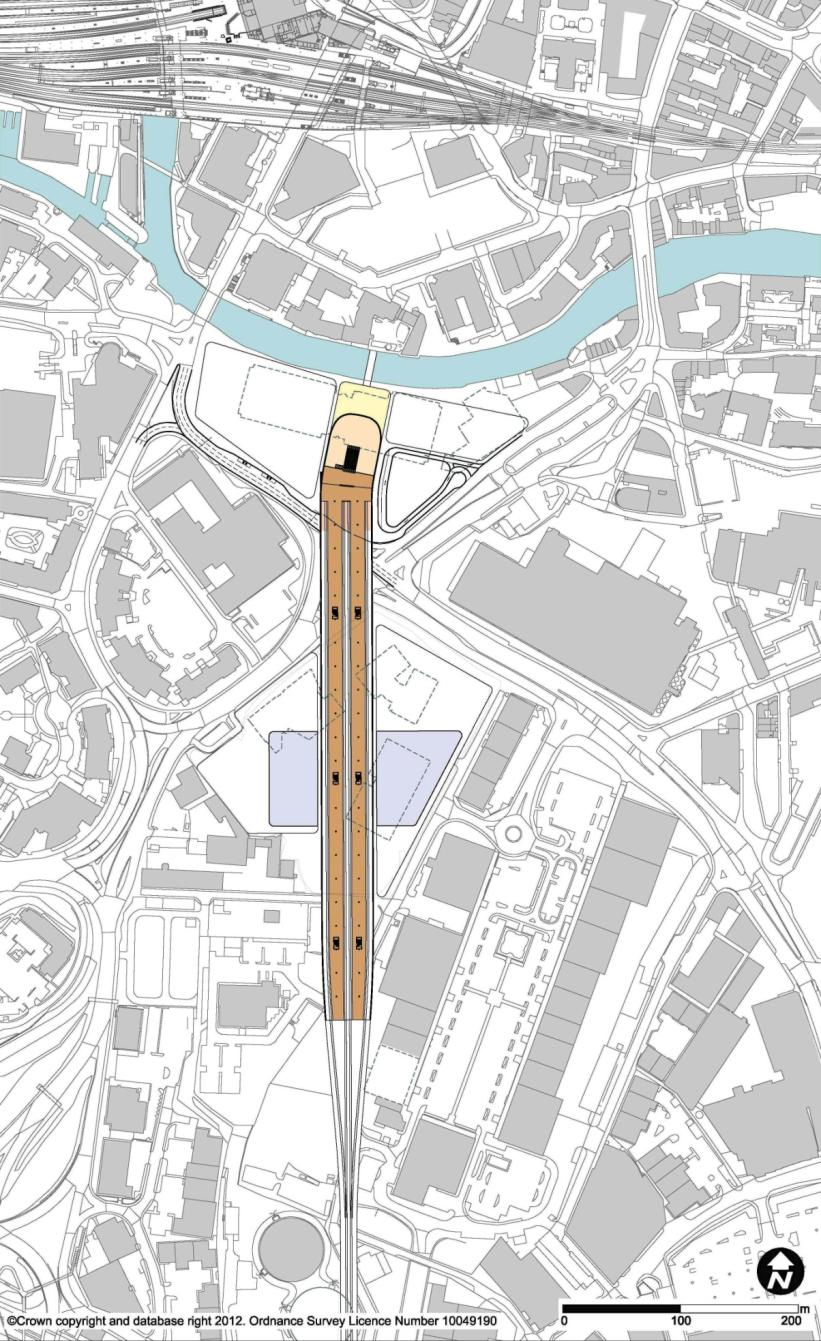 N
m
0 100 200
©Crown copyright and database right 2012. Ordnance Survey Licence Number 10049190